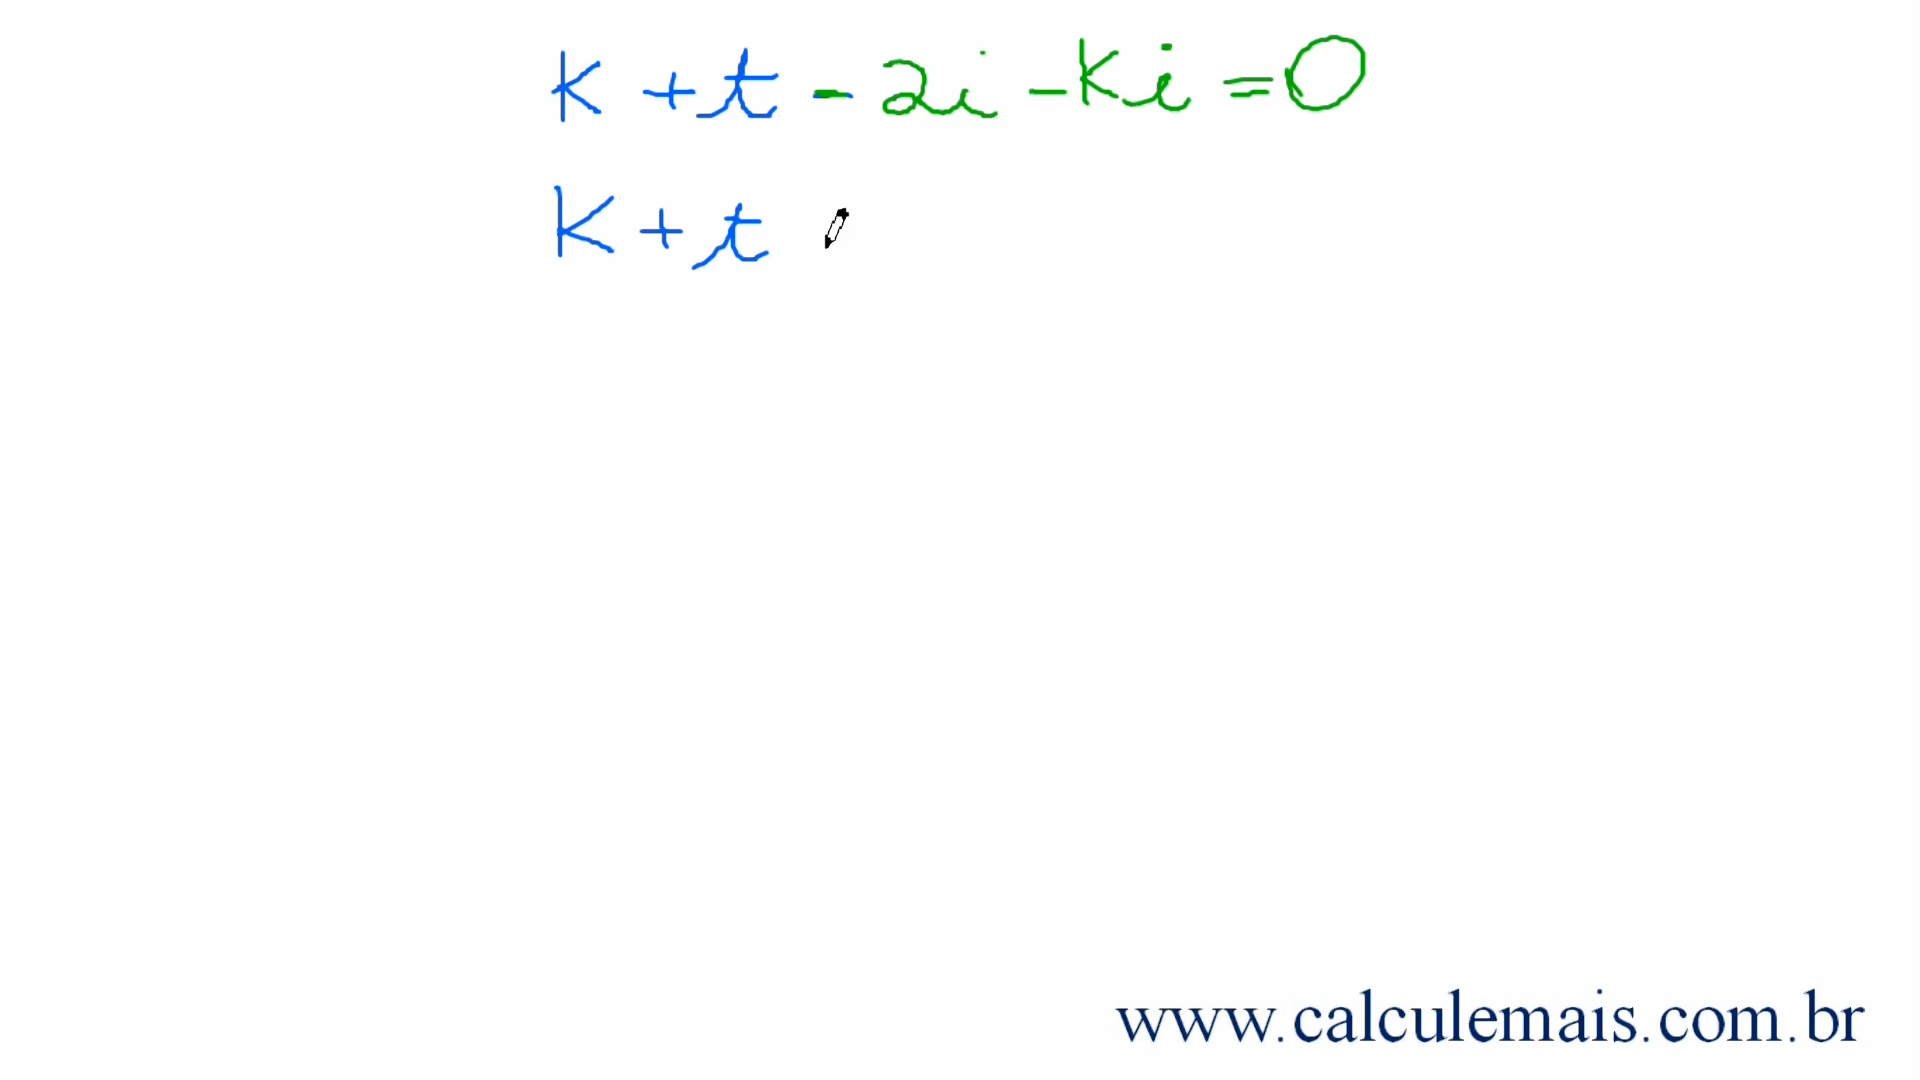 K + t - 2i - Ki = 0
K + t
www.calculemais.com.br